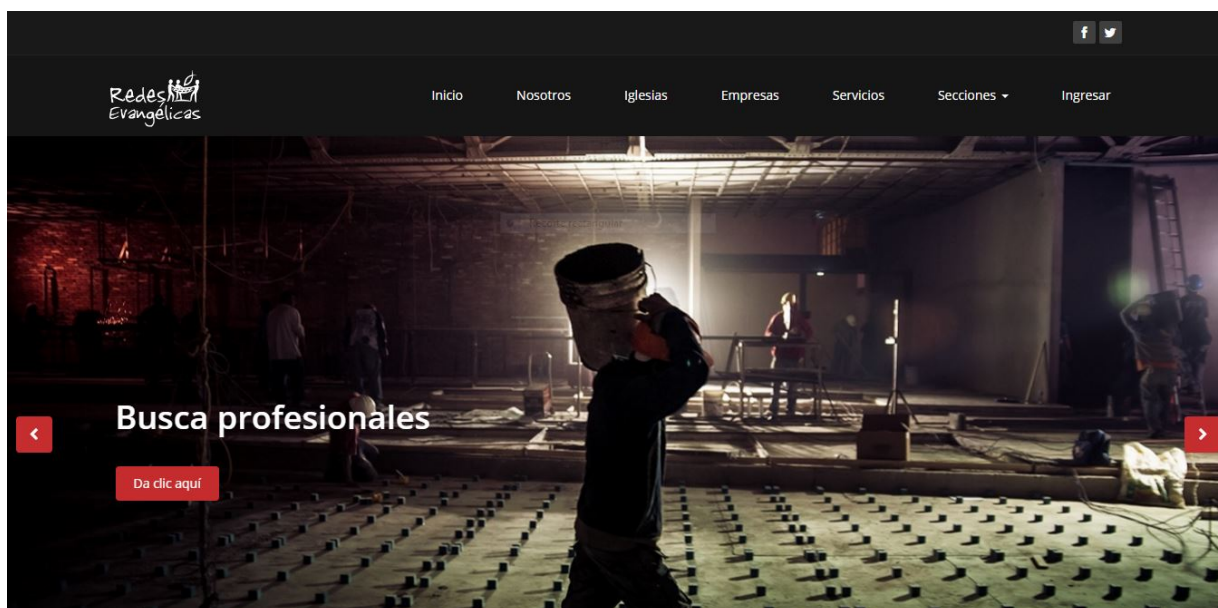 Redes
Evangélicas
Inicio Nosotros Iglesias Empresas Servicios Secciones Ingresar
Busca profesionales
Da clic aquí